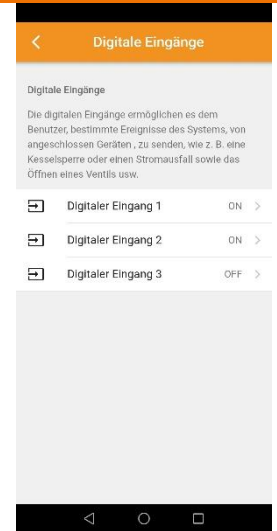 Digitale Eingänge
Digitale Eingänge
Die digitalen Eingänge ermöglichen es dem
Benutzer, bestimmte Ereignisse des Systems, von
angeschlossen Geräten , zu senden, wie z. B. eine
Kesselsperre oder einen Stromausfall sowie das
Öffnen eines Ventils usw.
Digitaler Eingang 1 ON
Digitaler Eingang 2 ON
Digitaler Eingang 3 OFF